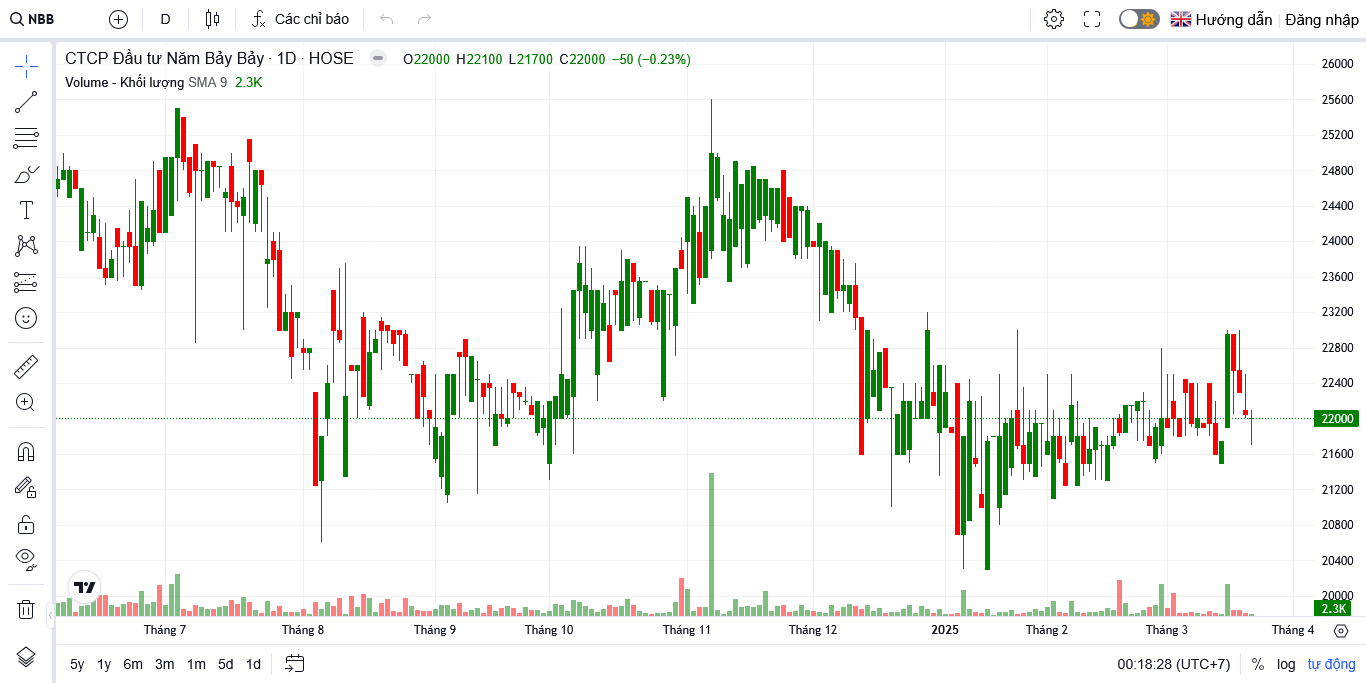 NBB D Các chỉ báo Hướng dẫn Đăng nhập
CTCP Đầu tư Năm Bảy Bảy · 1D · HOSE O22000 H22100 L21700 C22000 −50 (−0.23%)
Volume - Khối lượng SMA 9 2.3K
26000
25600
25200
24800
24400
24000
23600
23200
22800
22400
22000
21600
21200
20800
20400
20000
2.3K
Tháng 7 Tháng 8 Tháng 9 Tháng 10 Tháng 11 Tháng 12 2025 Tháng 2 Tháng 3 Tháng 4
5y 1y 6m 3m 1m 5d 1d 00:18:28 (UTC+7) % log tự động